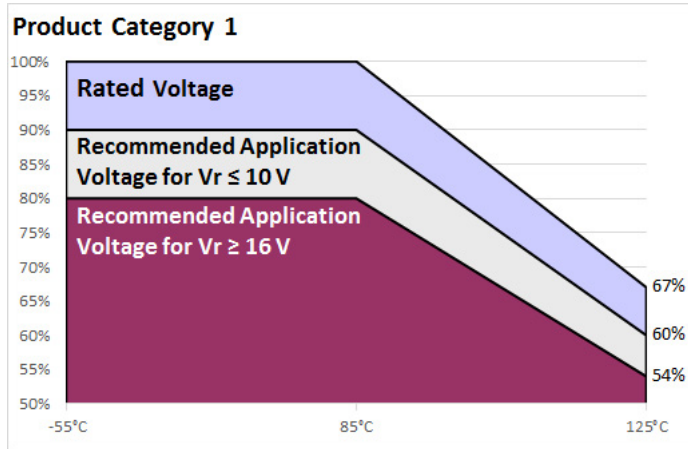 Product Category 1
100%
95%
90%
85%
80%
75%
70%
65%
60%
55%
50%
Rated Voltage
Recommended Application
Voltage for Vr ≤ 10 V
Recommended Application
Voltage for Vr ≥ 16 V
67%
60%
54%
-55°C
85°C
125°C